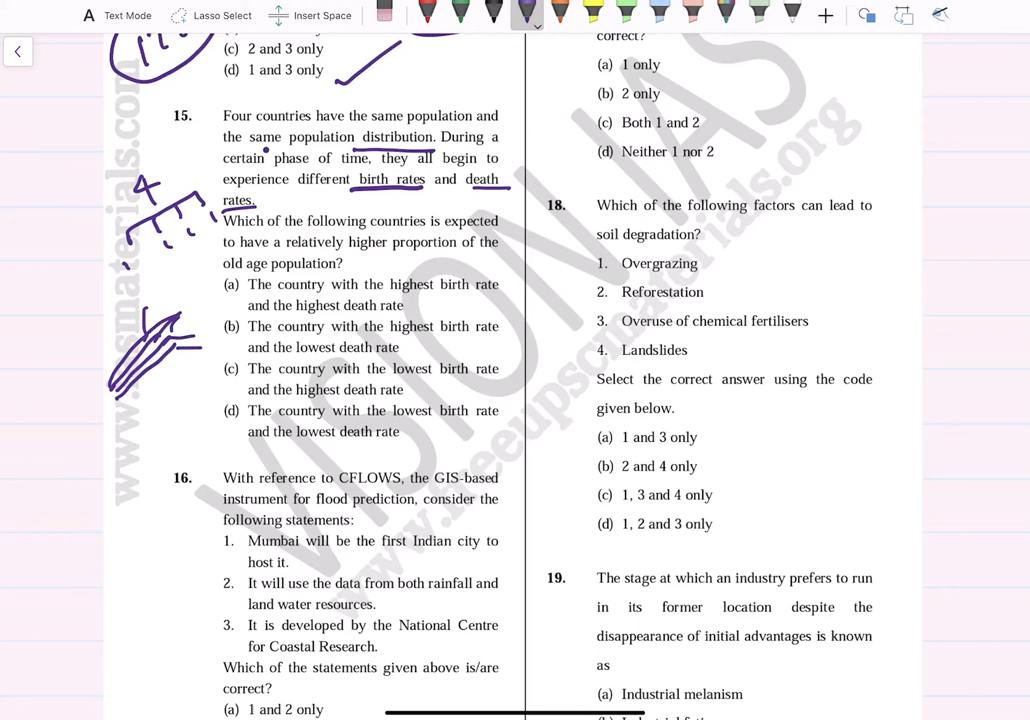 A Text Mode Lasso Select Insert Space
(c) 2 and 3 only
(d) 1 and 3 only
15. Four countries have the same population and
the same population distribution. During a
certain phase of time, they all begin to
experience different birth rates and death
rates.
Which of the following countries is expected
to have a relatively higher proportion of the
old age population?
(a) The country with the highest birth rate
and the highest death rate
(b) The country with the highest birth rate
and the lowest death rate
(c) The country with the lowest birth rate
and the highest death rate
(d) The country with the lowest birth rate
and the lowest death rate
4
16. With reference to CFLOWS, the GIS-based
instrument for flood prediction, consider the
following statements:
1. Mumbai will be the first Indian city to
host it.
2. It will use the data from both rainfall and
land water resources.
3. It is developed by the National Centre
for Coastal Research.
Which of the statements given above is/are
correct?
(a) 1 and 2 only
correct?
(a) 1 only
(b) 2 only
(c) Both 1 and 2
(d) Neither 1 nor 2
18. Which of the following factors can lead to
soil degradation?
1. Overgrazing
2. Reforestation
3. Overuse of chemical fertilisers
4. Landslides
Select the correct answer using the code
given below.
(a) 1 and 3 only
(b) 2 and 4 only
(c) 1, 3 and 4 only
(d) 1, 2 and 3 only
19. The stage at which an industry prefers to run
in its former location despite the
disappearance of initial advantages is known
as
(a) Industrial melanism
VISION IAS
www.freeupscmaterials.org